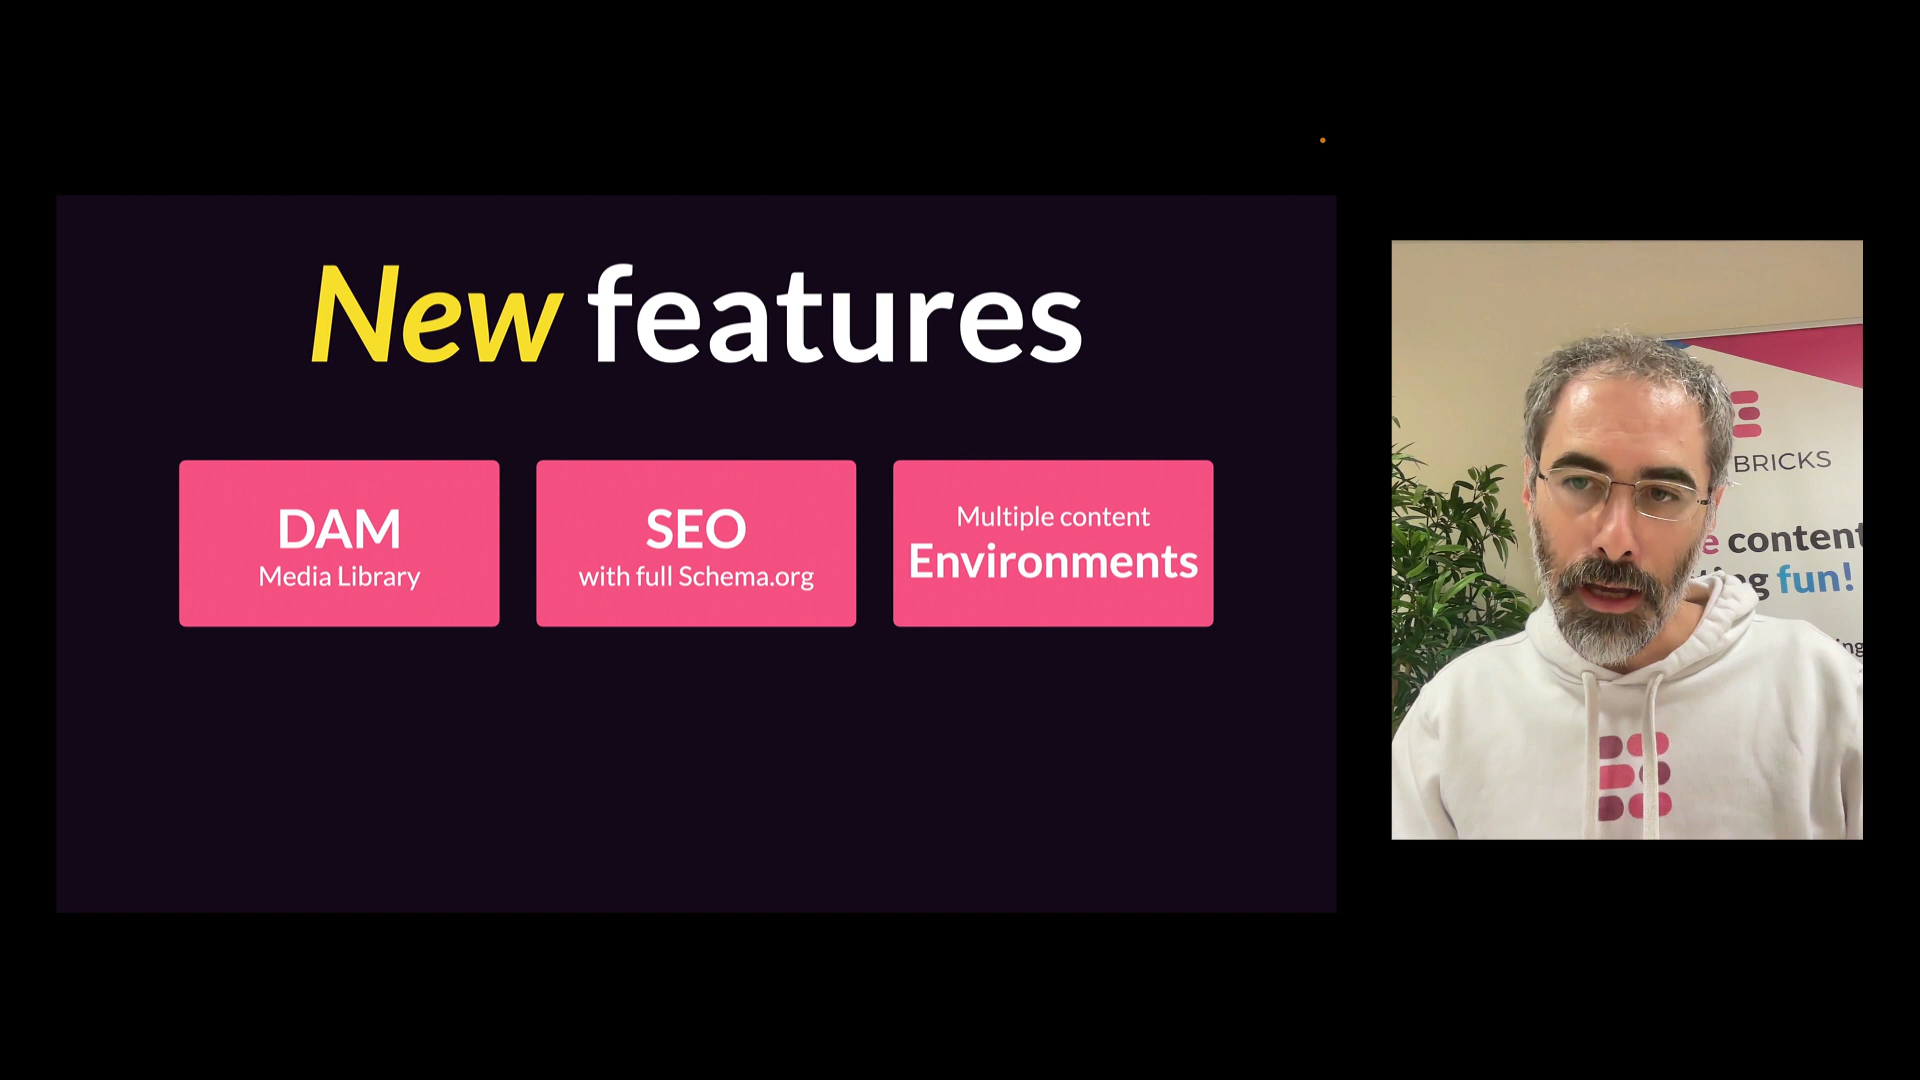 New features
DAM
Media Library
SEO
with full Schema.org
Multiple content
Environments
BRICKS
content
fun!